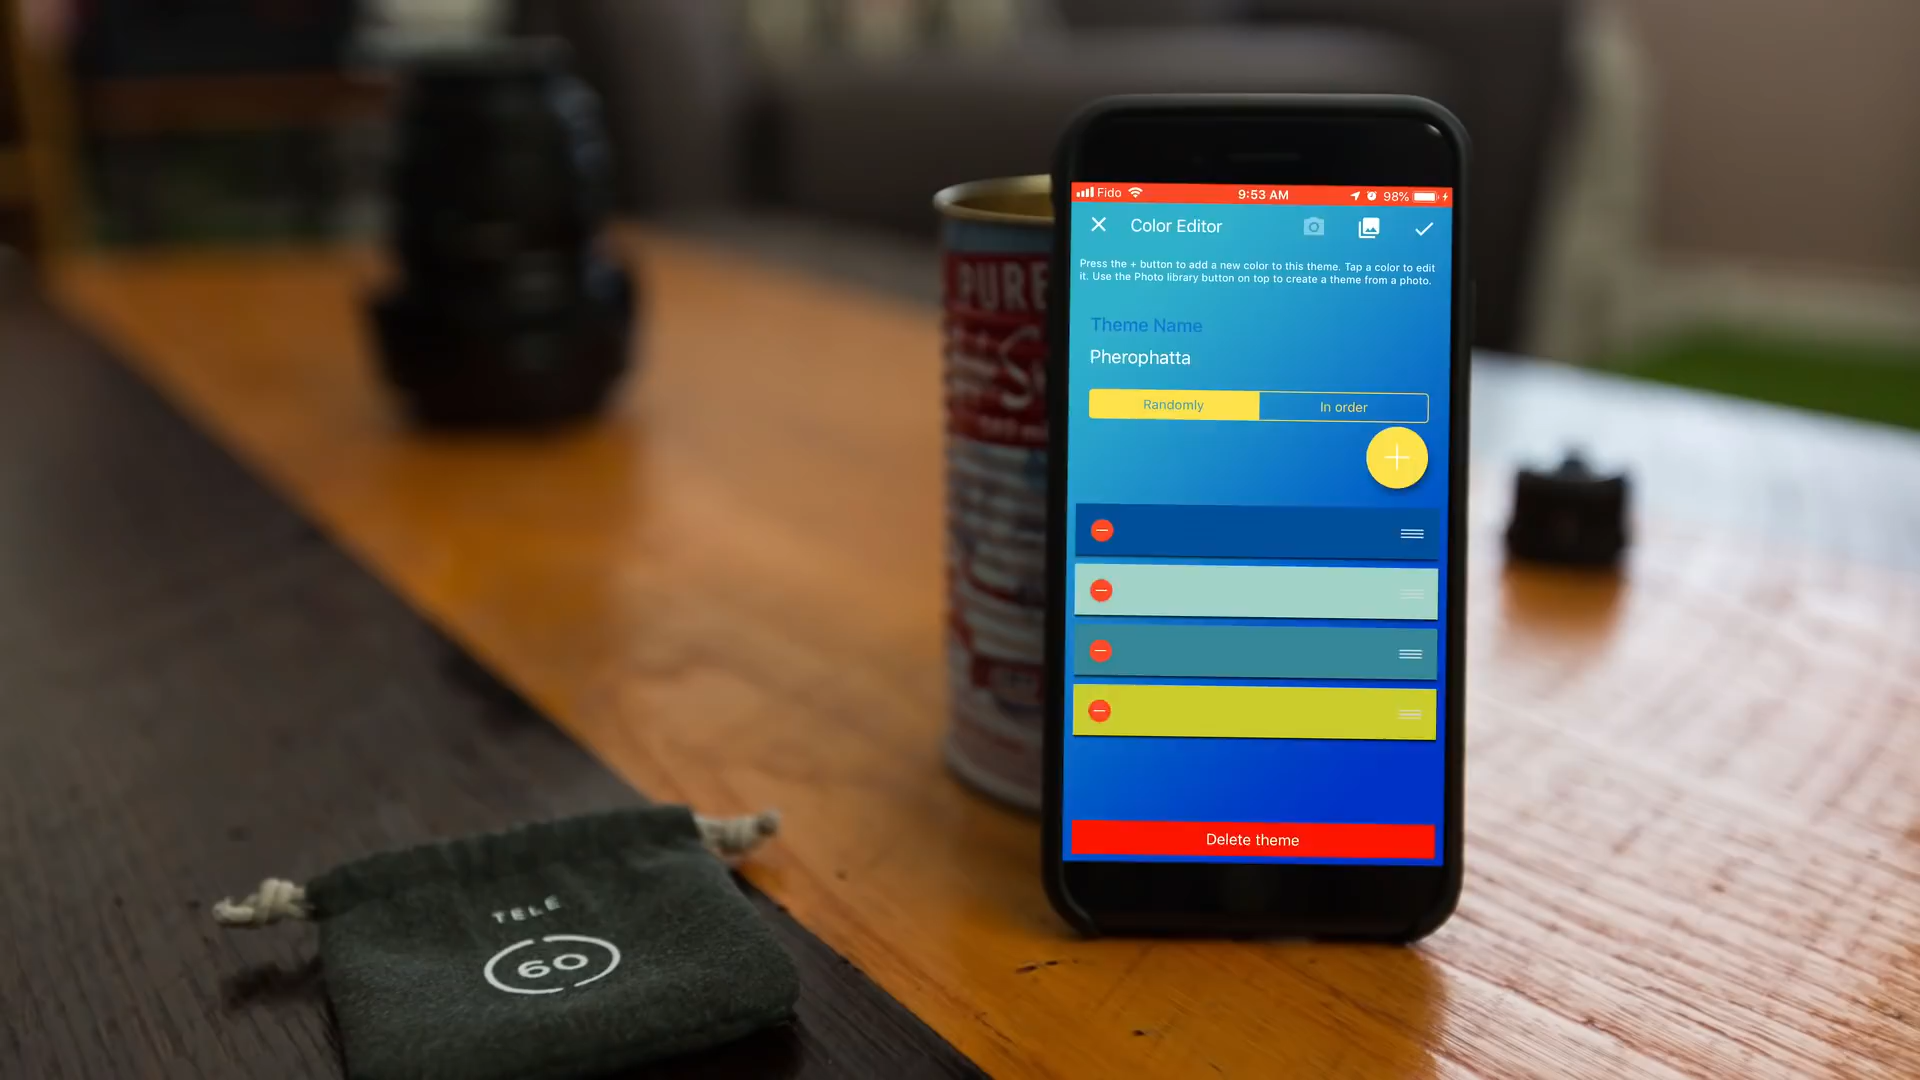 Fido
9:53 AM
98%
Color Editor
Press the + button to add a new color to this theme. Tap a color to edit
it. Use the Photo library button on top to create a theme from a photo.
Theme Name
Pherophatta
Randomly
In order
Delete theme
PURE
TELE
60